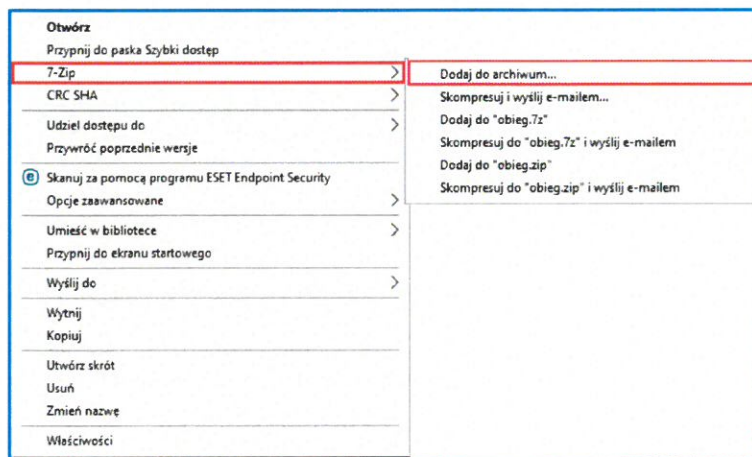 Otwórz
Przypnij do paska Szybki dostęp
7-Zip
CRC SHA
Udziel dostępu do
Przywróć poprzednie wersje
Skanuj za pomocą programu ESET Endpoint Security
Opcje zaawansowane
Umieść w bibliotece
Przypnij do ekranu startowego
Wyślij do
Wytnij
Kopiuj
Utwórz skrót
Usuń
Zmień nazwę
Właściwości
Dodaj do archiwum...
Skompresuj i wyślij e-mailem...
Dodaj do "obieg.7z"
Skompresuj do "obieg.7z" i wyślij e-mailem
Dodaj do "obieg.zip"
Skompresuj do "obieg.zip" i wyślij e-mailem